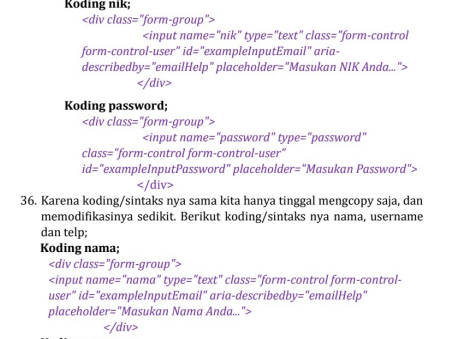 Koding nik;
<div class="form-group">
<input name="nik" type="text" class="form-control
form-control-user" id="exampleInputEmail" aria-
describedby="emailHelp" placeholder="Masukan NIK Anda...">
</div>
Koding password;
<div class="form-group">
<input name="password" type="password"
class="form-control form-control-user"
id="exampleInputPassword" placeholder="Masukan Password">
</div>
36. Karena koding/sintaks nya sama kita hanya tinggal mengcopy saja, dan
memodifikasinya sedikit. Berikut koding/sintaks nya nama, username
dan telp;
Koding nama;
<div class="form-group">
<input name="nama" type="text" class="form-control form-control-
user" id="exampleInputEmail" aria-describedby="emailHelp"
placeholder="Masukan Nama Anda...">
</div>